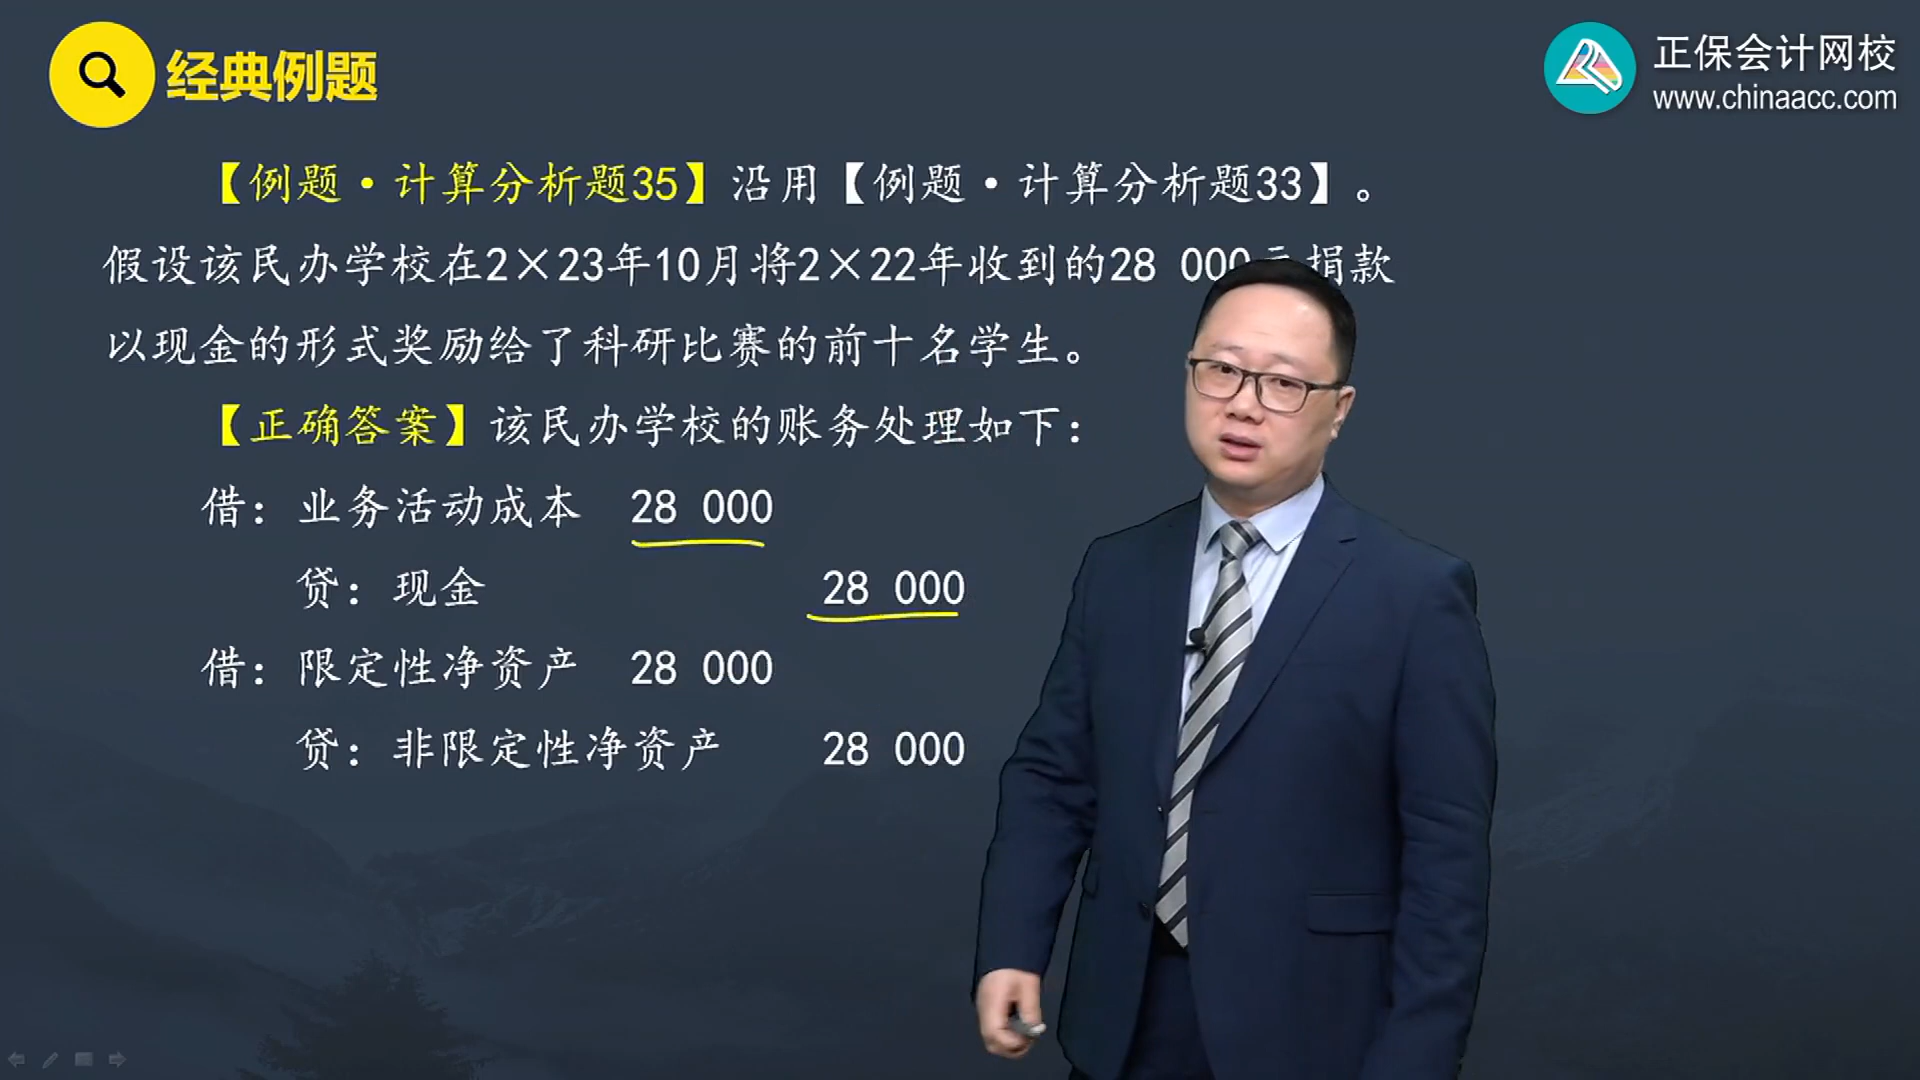 经典例题
正保会计网校
www.chinaacc.com
【例题·计算分析题35】沿用【例题·计算分析题33】。
假设该民办学校在2×23年10月将2×22年收到的28 000元捐款
以现金的形式奖励给了科研比赛的前十名学生。
【正确答案】该民办学校的账务处理如下：
借：业务活动成本 28 000
贷：现金 28 000
借：限定性净资产 28 000
贷：非限定性净资产 28 000